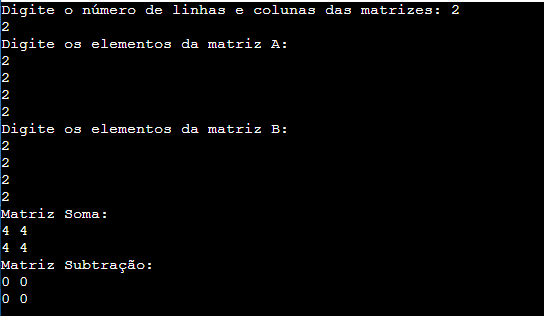 Digite o número de linhas e colunas das matrizes: 2
2
Digite os elementos da matriz A:
2
2
2
2
Digite os elementos da matriz B:
2
2
2
2
Matriz Soma:
4 4
4 4
Matriz Subtração:
0 0
0 0